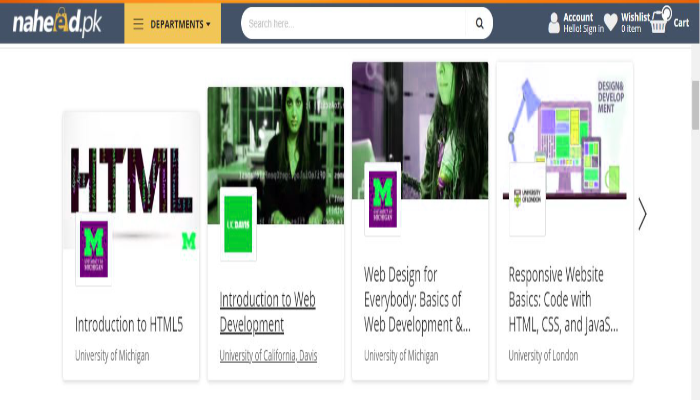 naheed.pk
DEPARTMENTS
Search here...
Account
Hello! Sign in
Wishlist
0 item
Cart
HTML
M
UNIVERSITY OF
MICHIGAN
M
Introduction to HTML5
University of Michigan
UC DAVIS
Introduction to Web
Development
University of California, Davis
M
UNIVERSITY OF
MICHIGAN
Web Design for
Everybody: Basics of
Web Development &...
University of Michigan
DESIGN&
DEVELOP
MENT
UNIVERSITY
OF LONDON
Responsive Website
Basics: Code with
HTML, CSS, and JavaS...
University of London